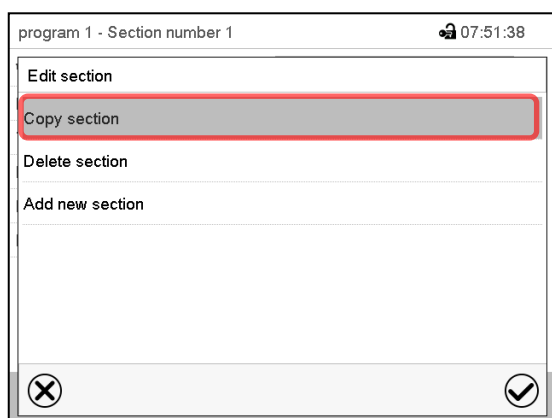 program 1 - Section number 1 07:51:38
Edit section
Copy section
Delete section
Add new section